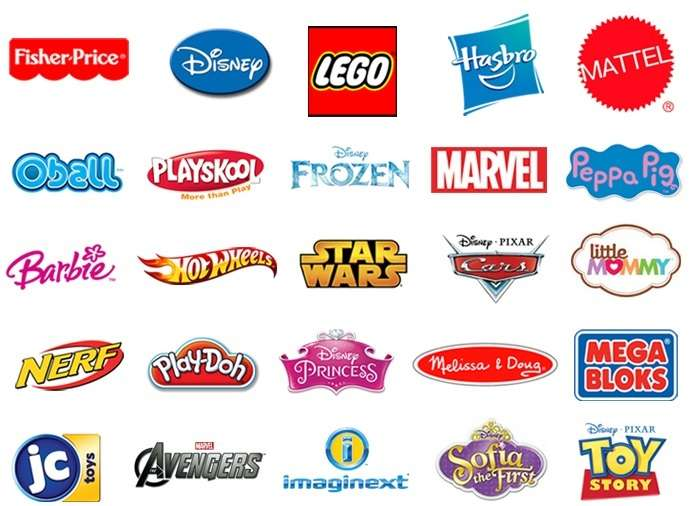 Fisher-Price®
Disney
LEGO
Hasbro
MATTEL
®
Oball
PLAYSKOOL
More than Play
Disney
FROZEN
MARVEL
Peppa Pig
Barbie
HOT WHEELS
STAR
WARS
Disney · PIXAR
Cars
little
MOMMY
NERF
Play-Doh
Disney
PRINCESS
Melissa & Doug
MEGA
BLOKS
jc
toys
MARVEL
AVENGERS
i
imaginext
Disney
Sofia
the First
Disney · PIXAR
TOY
STORY